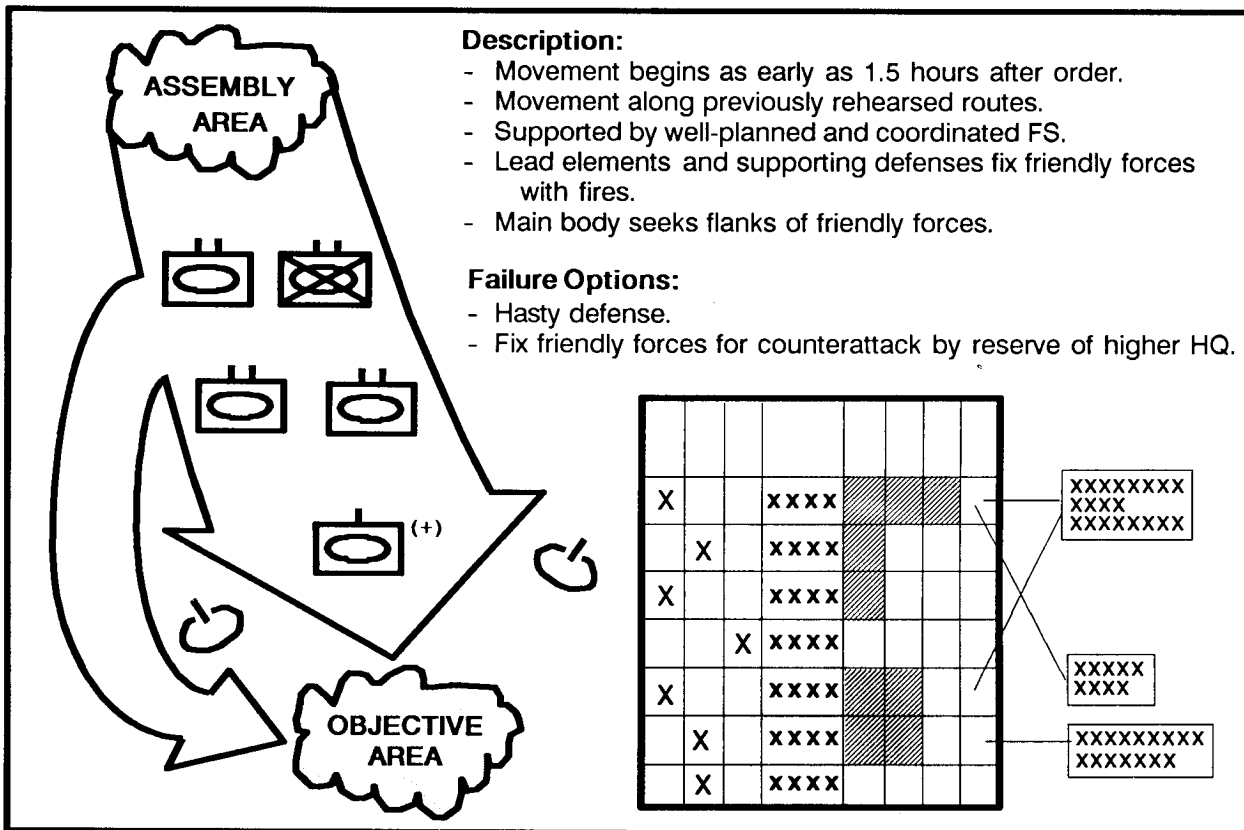 ASSEMBLY
AREA
Description:
- Movement begins as early as 1.5 hours after order.
- Movement along previously rehearsed routes.
- Supported by well-planned and coordinated FS.
- Lead elements and supporting defenses fix friendly forces
with fires.
- Main body seeks flanks of friendly forces.
Failure Options:
- Hasty defense.
- Fix friendly forces for counterattack by reserve of higher HQ.
(+)
OBJECTIVE
AREA
X xxxx
X xxxx
X xxxx
X xxxx
X xxxx
X xxxx
X xxxx
XXXXXXXX
XXXX
XXXXXXXX
XXXXX
XXXX
XXXXXXXXX
XXXXXXX